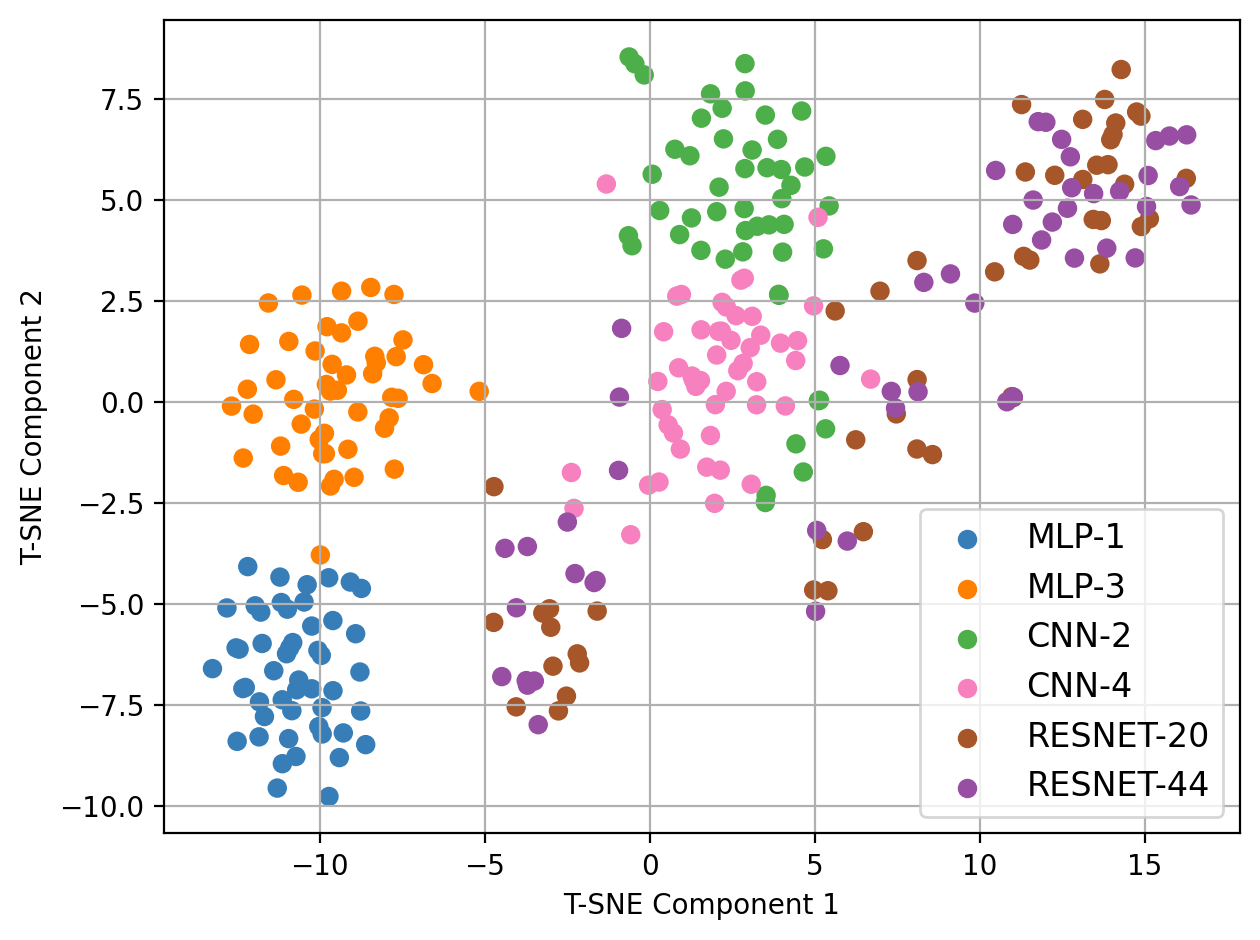 7.5
5.0
2.5
0.0
−2.5
−5.0
−7.5
−10.0
T-SNE Component 2
MLP-1
MLP-3
CNN-2
CNN-4
RESNET-20
RESNET-44
−10 −5 0 5 10 15
T-SNE Component 1